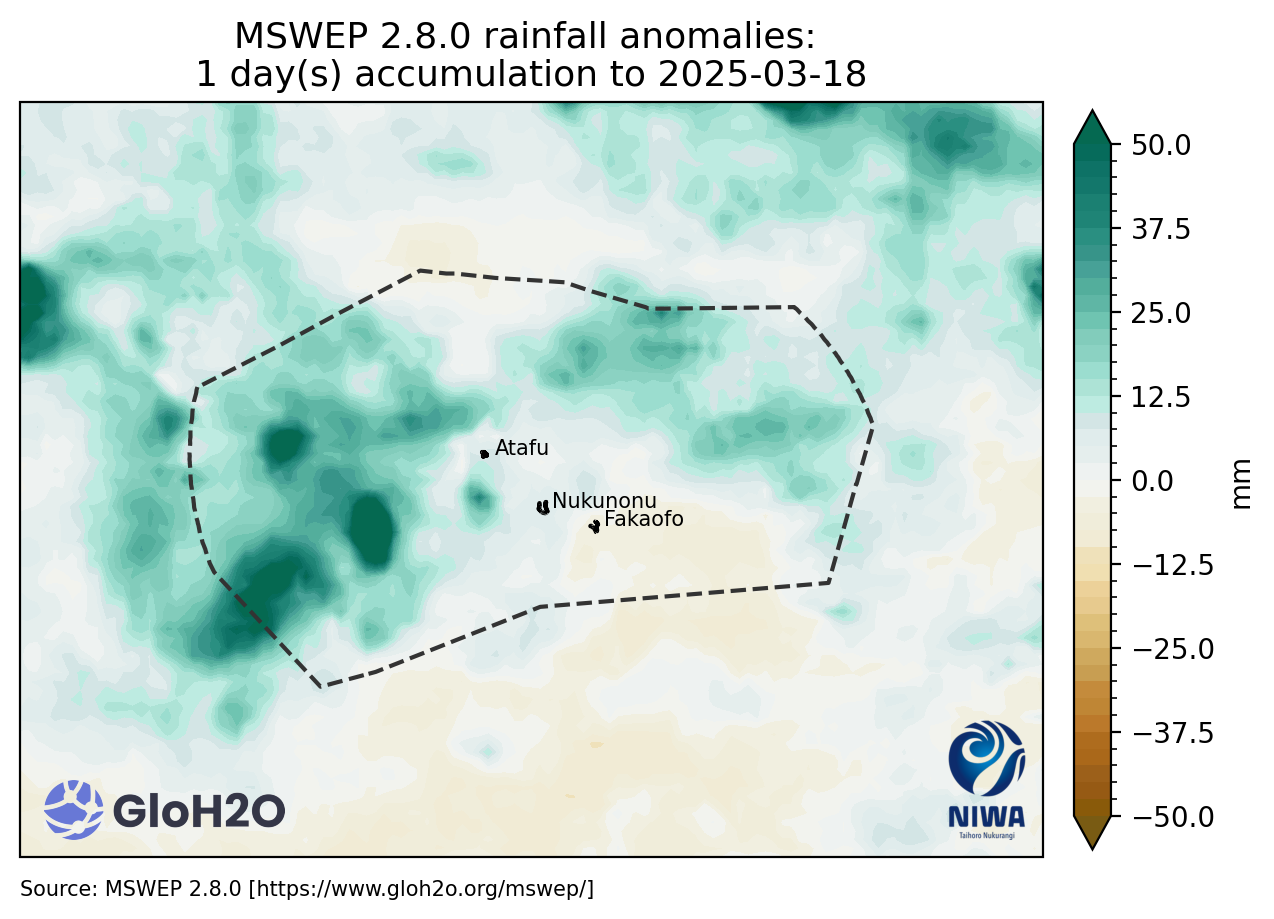 MSWEP 2.8.0 rainfall anomalies:
1 day(s) accumulation to 2025-03-18
50.0
37.5
25.0
12.5
0.0
−12.5
−25.0
−37.5
−50.0
mm
Atafu
Nukunonu
Fakaofo
GloH2O
NIWA
Taihoro Nukurangi
Source: MSWEP 2.8.0 [https://www.gloh2o.org/mswep/]